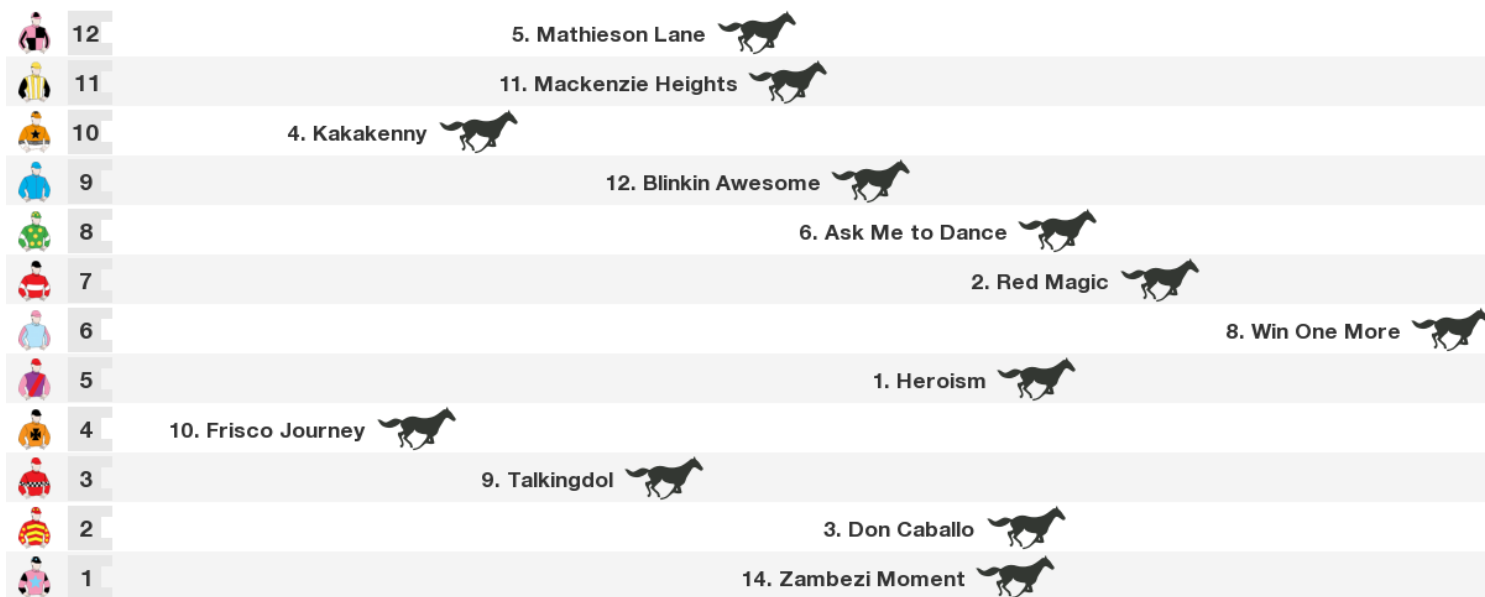 12 5. Mathieson Lane
11 11. Mackenzie Heights
10 4. Kakakenny
9 12. Blinkin Awesome
8 6. Ask Me to Dance
7 2. Red Magic
6 8. Win One More
5 1. Heroism
4 10. Frisco Journey
3 9. Talkingdol
2 3. Don Caballo
1 14. Zambezi Moment